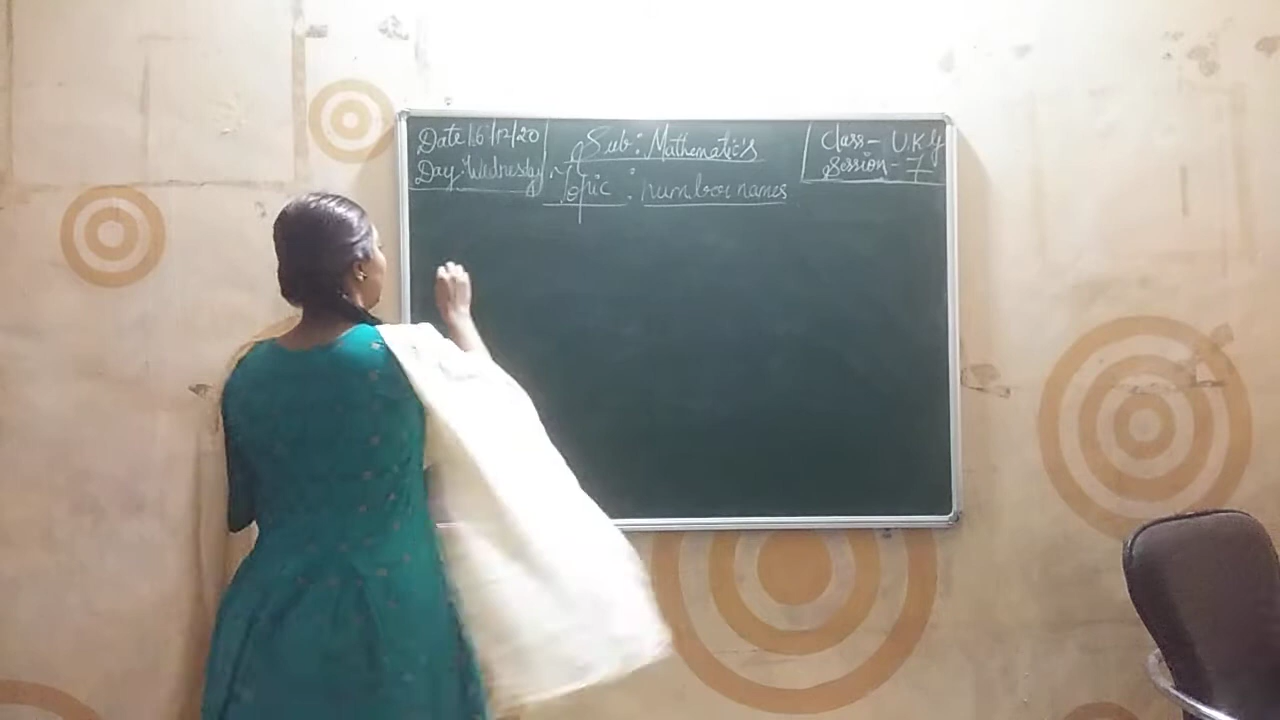 Date 16/12/20
Day: Wednesday
Sub: Mathematics
Topic : number names
Class- U.K.G
Session- 7